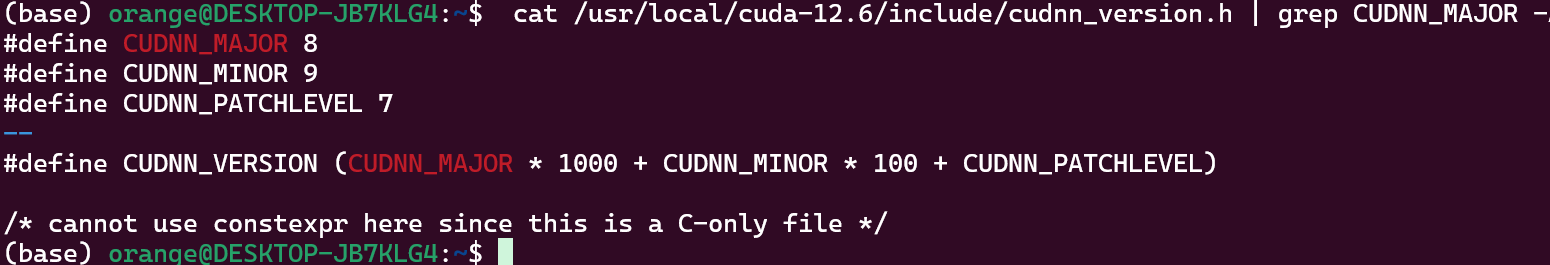 (base) orange@DESKTOP-JB7KLG4:~$  cat /usr/local/cuda-12.6/include/cudnn_version.h | grep CUDNN_MAJOR -
#define CUDNN_MAJOR 8
#define CUDNN_MINOR 9
#define CUDNN_PATCHLEVEL 7
--
#define CUDNN_VERSION (CUDNN_MAJOR * 1000 + CUDNN_MINOR * 100 + CUDNN_PATCHLEVEL)
/* cannot use constexpr here since this is a C-only file */
(base) orange@DESKTOP-JB7KLG4:~$